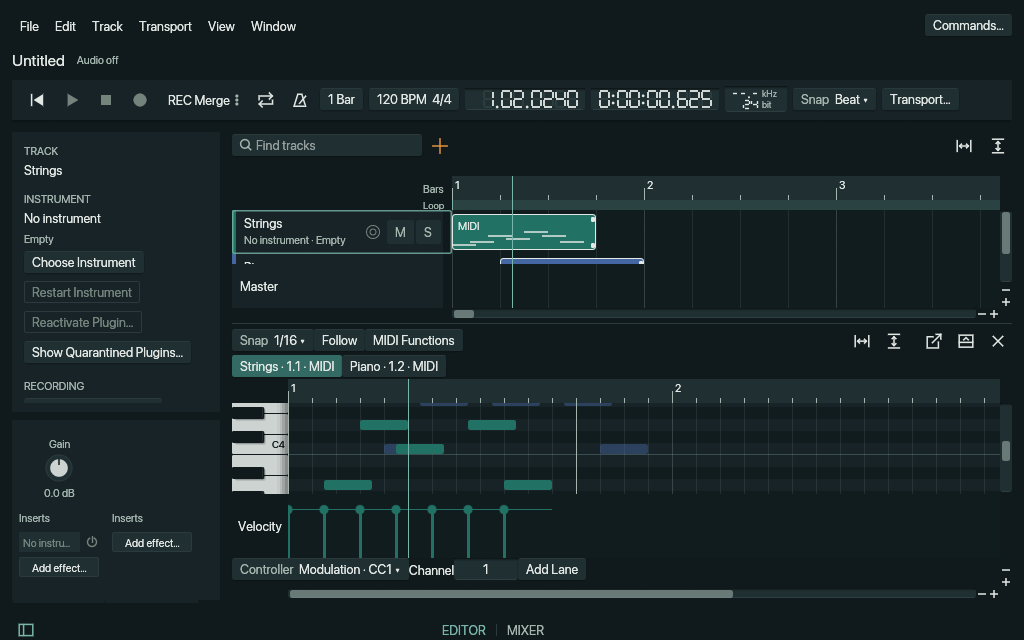 File Edit Track Transport View Window Commands...
Untitled Audio off
REC Merge 1 Bar 120 BPM 4/4 1.02.0240 0:00:00.625 --.- kHz
-.24 bit Snap Beat Transport...
TRACK
Strings
INSTRUMENT
No instrument
Empty
Choose Instrument
Restart Instrument
Reactivate Plugin...
Show Quarantined Plugins...
RECORDING
Gain
0.0 dB
Inserts Inserts
No instru... Add effect...
Add effect...
Find tracks
Bars 1 2 3
Loop
Strings M S MIDI
No instrument · Empty
Master
Snap 1/16 Follow MIDI Functions
Strings · 1.1 · MIDI Piano · 1.2 · MIDI
1 2
C4
Velocity
Controller Modulation · CC1 Channel 1 Add Lane
EDITOR MIXER